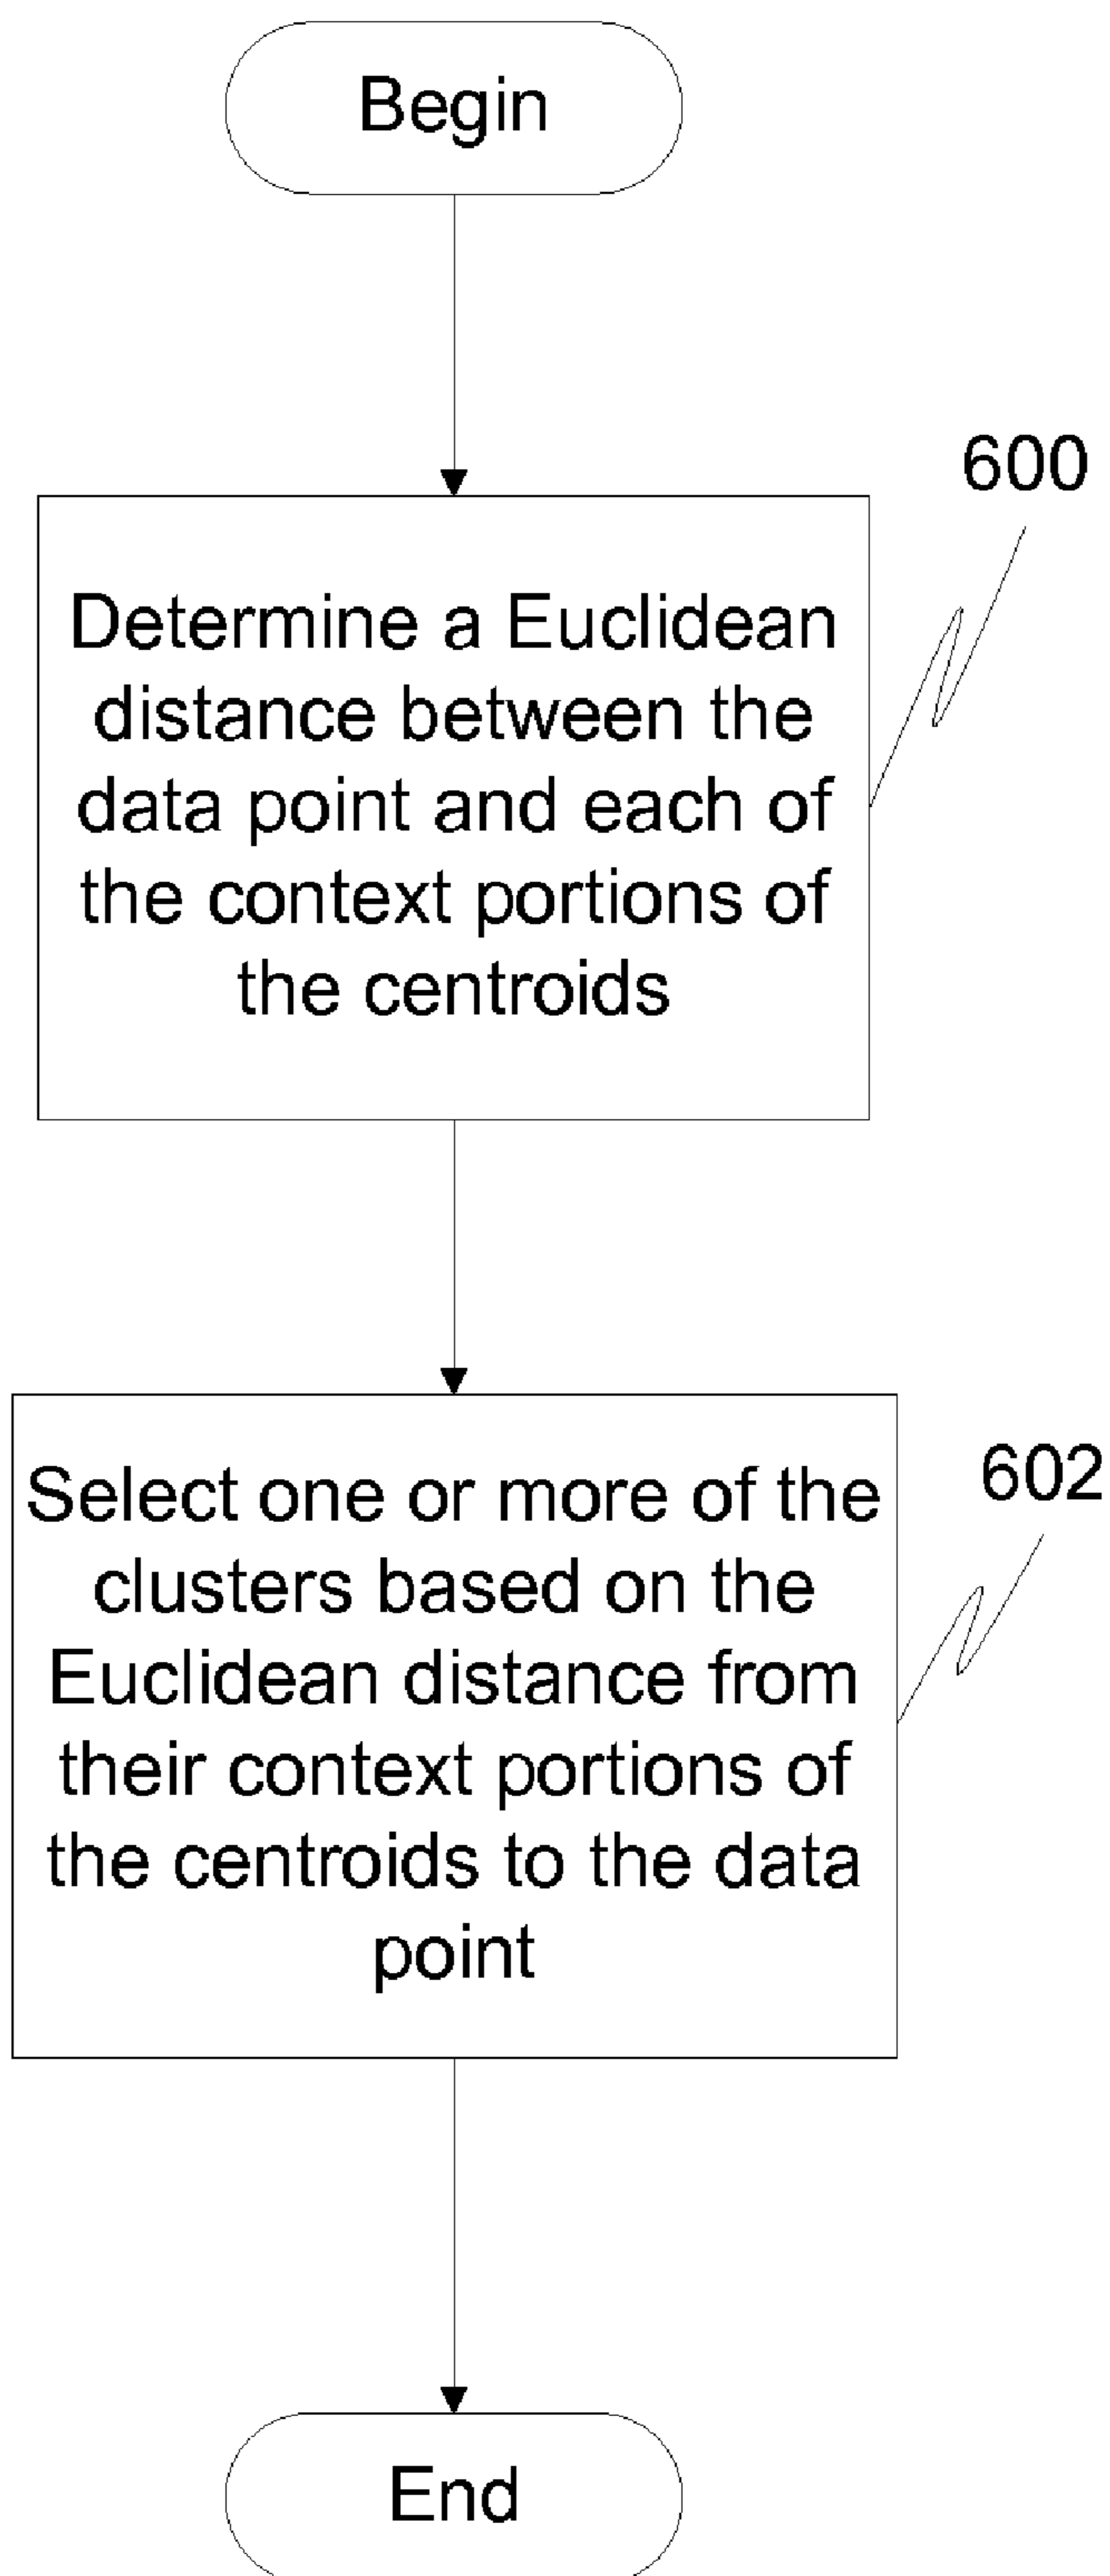 Begin
600
Determine a Euclidean
distance between the
data point and each of
the context portions of
the centroids
602
Select one or more of the
clusters based on the
Euclidean distance from
their context portions of
the centroids to the data
point
End